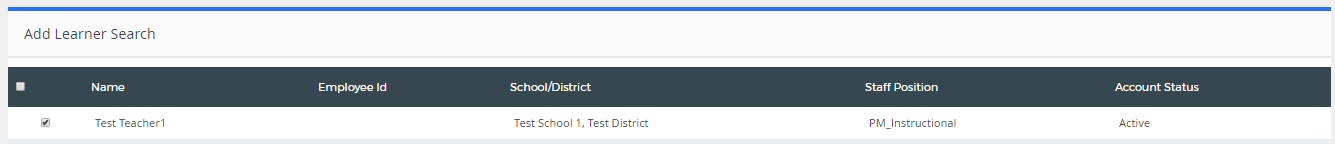 Add Learner Search
Name Employee Id School/District Staff Position Account Status
Test Teacher1 Test School 1, Test District PM_Instructional Active